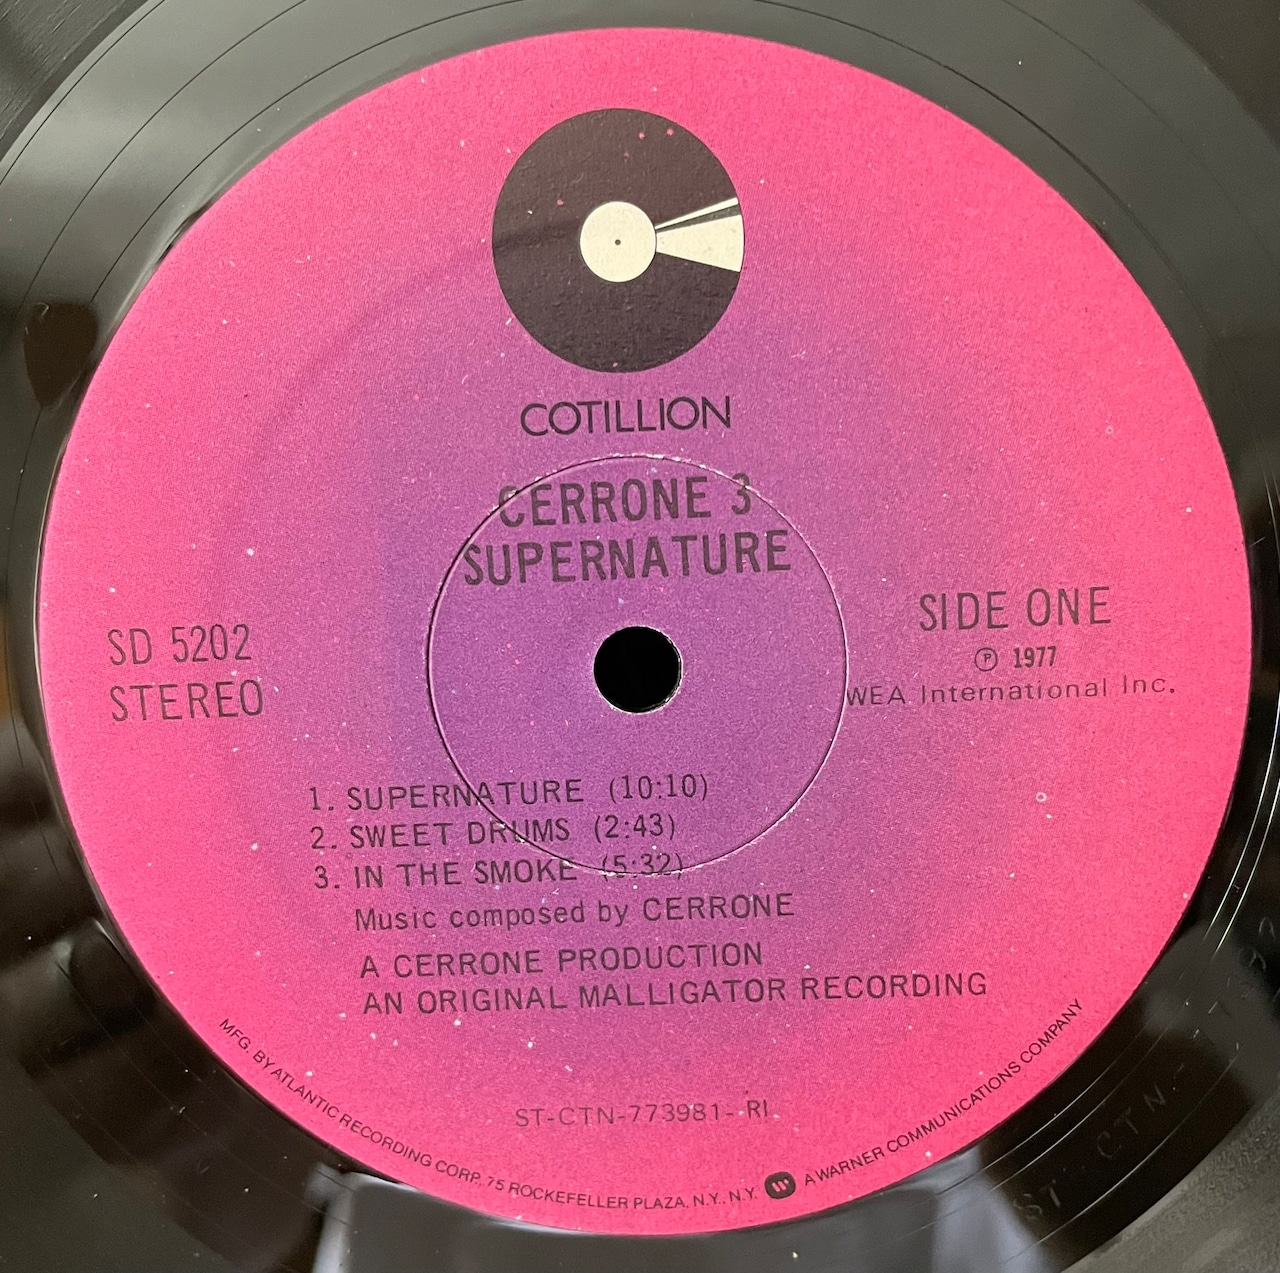 COTILLION
CERRONE 3
SUPERNATURE
SD 5202
STEREO
SIDE ONE
℗ 1977
WEA International Inc.
1. SUPERNATURE (10:10)
2. SWEET DRUMS (2:43)
3. IN THE SMOKE (5:32)
Music composed by CERRONE
A CERRONE PRODUCTION
AN ORIGINAL MALLIGATOR RECORDING
ST-CTN-773981-RI
MFG. BY ATLANTIC RECORDING CORP., 75 ROCKEFELLER PLAZA, N.Y., N.Y. A WARNER COMMUNICATIONS COMPANY
ST-CTN-